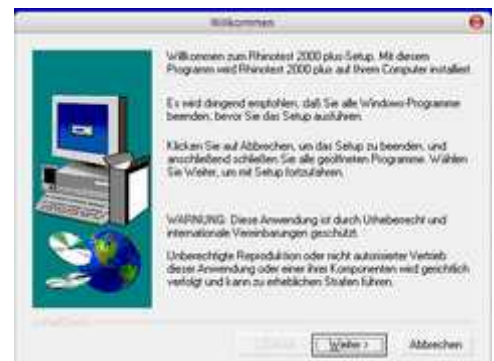 Willkommen
Willkommen zum Rhinotest 2000 plus-Setup. Mit diesem
Programm wird Rhinotest 2000 plus auf Ihrem Computer installiert.
Es wird dringend empfohlen, daß Sie alle Windows-Programme
beenden, bevor Sie das Setup ausführen.
Klicken Sie auf Abbrechen, um das Setup zu beenden, und
anschließend schließen Sie alle geöffneten Programme. Wählen
Sie Weiter, um mit Setup fortzufahren.
WARNUNG: Diese Anwendung ist durch Urheberrecht und
internationale Vereinbarungen geschützt.
Unberechtigte Reproduktion oder nicht autorisierter Vertrieb
dieser Anwendung oder einer ihrer Komponenten wird gerichtlich
verfolgt und kann zu erheblichen Strafen führen.
Weiter > Abbrechen